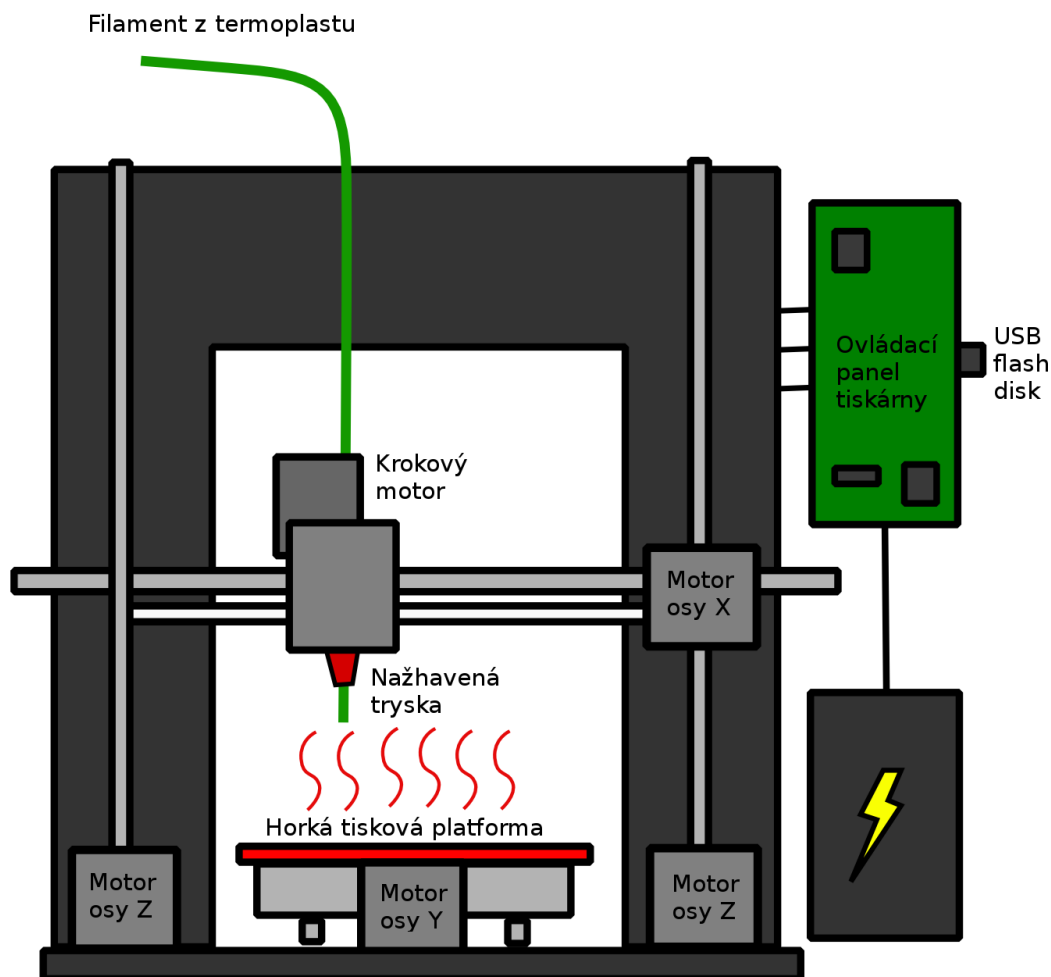 Filament z termoplastu
Ovládací
panel
tiskárny
USB
flash
disk
Krokový
motor
Motor
osy X
Nažhavená
tryska
Horká tisková platforma
Motor
osy Z
Motor
osy Y
Motor
osy Z